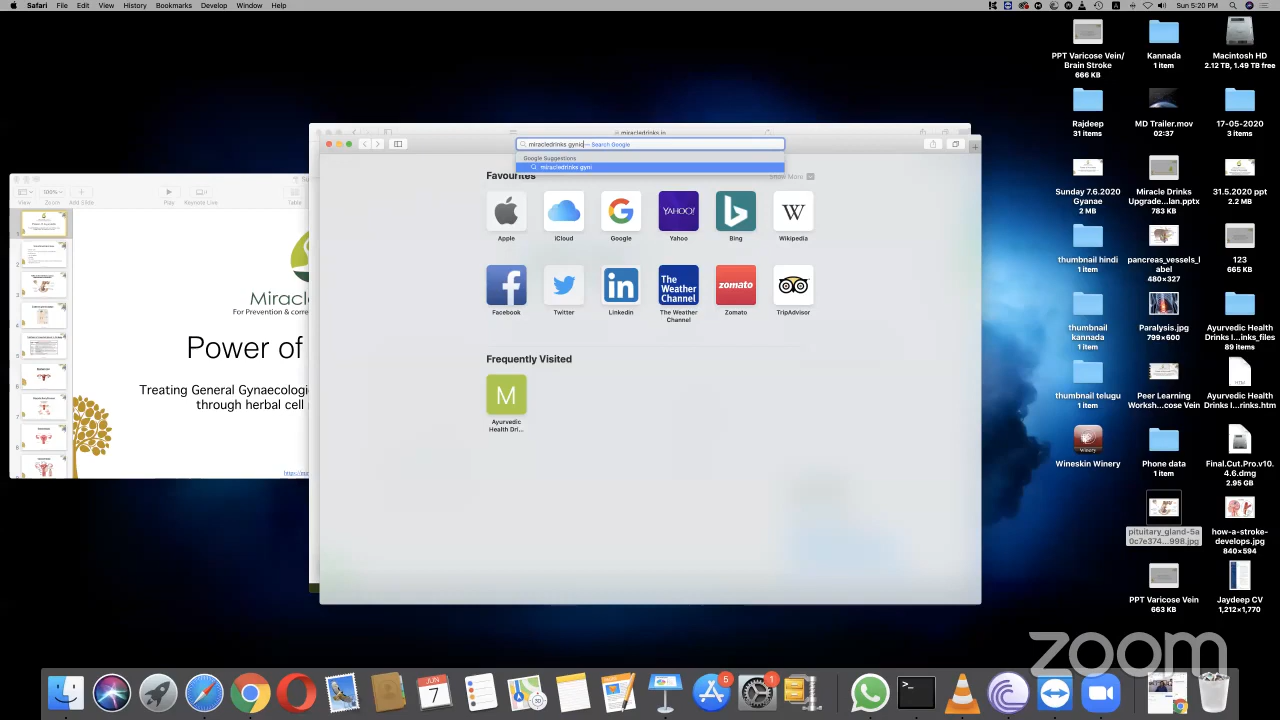 Safari File Edit View History Bookmarks Develop Window Help
Sun 5:20 PM
miracledrinks.in
miracledrinks gynic — Search Google
Google Suggestions
miracledrinks gyni
Favourites
Show More
Apple
iCloud
Google
YAHOO!
Yahoo
Bing
W
Wikipedia
Facebook
Twitter
in
Linkedin
The
Weather
Channel
The Weather
Channel
zomato
Zomato
TripAdvisor
Frequently Visited
M
Ayurvedic
Health Dri...
View Zoom Add Slide Play Keynote Live Table
100%
Miracle
For Prevention & corre
Power of
Treating General Gynaecologi
through herbal cell
PPT Varicose Vein/
Brain Stroke
666 KB
Kannada
1 item
Macintosh HD
2.12 TB, 1.49 TB free
Rajdeep
31 items
MD Trailer.mov
02:37
17-05-2020
3 items
Sunday 7.6.2020
Gyanae
2 MB
Miracle Drinks
Upgrade...lan.pptx
783 KB
31.5.2020 ppt
2.2 MB
thumbnail hindi
1 item
pancreas_vessels_l
abel
480×327
123
665 KB
thumbnail
kannada
1 item
Paralysis.jpg
799×600
Ayurvedic Health
Drinks I...inks_files
89 items
thumbnail telugu
1 item
Peer Learning
Worksh...cose Vein
HTML
Ayurvedic Health
Drinks I...rinks.htm
Winery
Wineskin Winery
Phone data
1 item
Final.Cut.Pro.v10.
4.6.dmg
2.95 GB
pituitary_gland-5a
0c7e374...998.jpg
how-a-stroke-
develops.jpg
840×594
PPT Varicose Vein
663 KB
Jaydeep CV
1,212×1,770
zoom
JUN
7
5
1